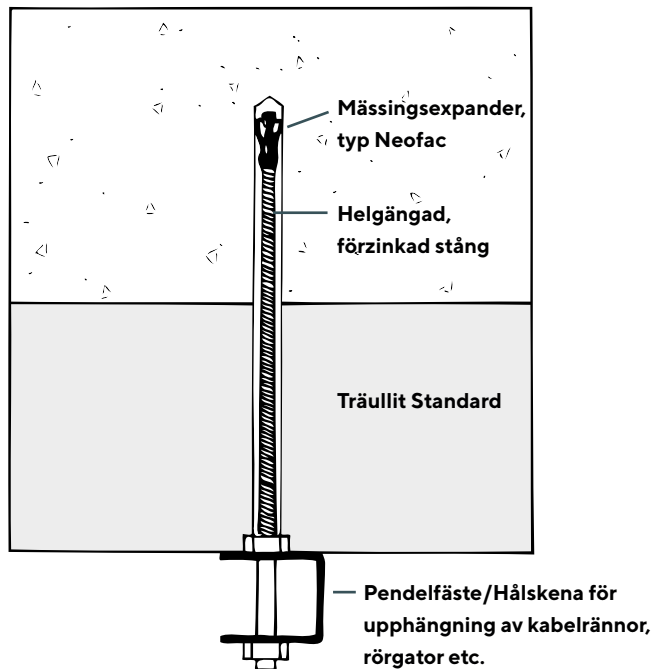 Mässingsexpander,
typ Neofac
Helgängad,
förzinkad stång
Träullit Standard
Pendelfäste/Hålskena för
upphängning av kabelrännor,
rörgator etc.